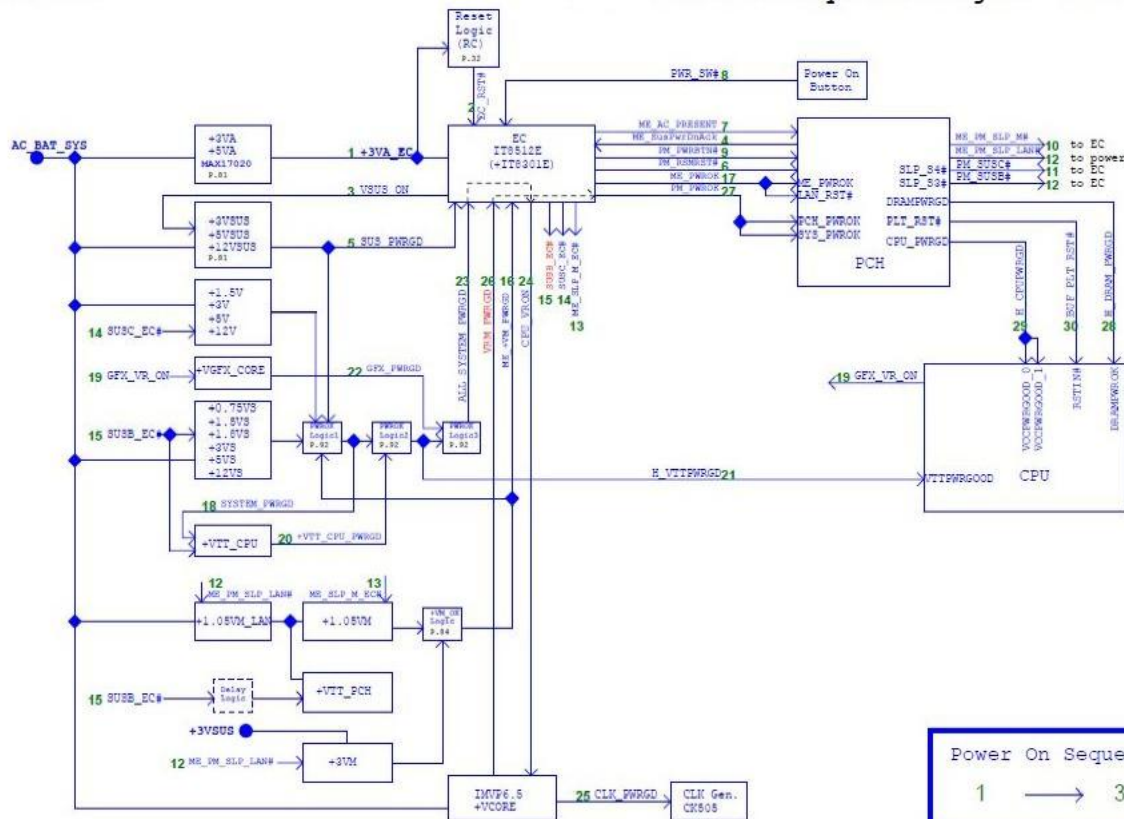 Reset
Logic
(RC)
P.32
PWR_SW# 8
Power On
Button
2
EC_RST#
AC_BAT_SYS
+3VA
+5VA
MAX17020
P.81
1 +3VA_EC
EC
IT8512E
(+IT8301E)
ME_AC_PRESENT 7
ME_SusPwrDnAck 4
PM_PWRBTN# 9
PM_RSMRST# 6
ME_PWROK 17
PM_PWROK 27
ME_PWROK
LAN_RST#
PCH_PWROK
SYS_PWROK
PCH
SLP_S4#
SLP_S3#
DRAMPWRGD
PLT_RST#
CPU_PWRGD
ME_PM_SLP_M# 10 to EC
ME_PM_SLP_LAN# 12 to power
PM_SUSC# 11 to EC
PM_SUSB# 12 to EC
3 VSUS_ON
+3VSUS
+5VSUS
+12VSUS
P.81
5 SUS_PWRGD
23 ALL_SYSTEM_PWRGD
26 VRM_PWRGD
16 ME_+VM_PWRGD
24 CPU_VRON
15 SUSB_EC#
14 SUSC_EC#
13 ME_SLP_M_EC#
+1.5V
+3V
+5V
+12V
14 SUSC_EC#
19 GFX_VR_ON
+VGFX_CORE
22 GFX_PWRGD
+0.75VS
+1.5VS
+1.8VS
+3VS
+5VS
+12VS
15 SUSB_EC#
PWROK
Logic1
P.92
PWROK
Logic2
P.92
PWROK
Logic3
P.92
29 H_CPUPWRGD
30 BUF_PLT_RST#
28 H_DRAM_PWRGD
19 GFX_VR_ON
VCCPWRGOOD_0
VCCPWRGOOD_1
RSTIN#
DRAMPWROK
VTTPWRGOOD
CPU
H_VTTPWRGD 21
18 SYSTEM_PWRGD
+VTT_CPU
20 +VTT_CPU_PWRGD
12
ME_PM_SLP_LAN#
13
ME_SLP_M_EC#
+1.05VM_LAN
+1.05VM
+VM_OK
Logic
P.84
15 SUSB_EC#
Delay
Logic
+VTT_PCH
+3VSUS
12 ME_PM_SLP_LAN#
+3VM
IMVP6.5
+VCORE
25 CLK_PWRGD
CLK Gen.
CK505
Power On Seque
1 3